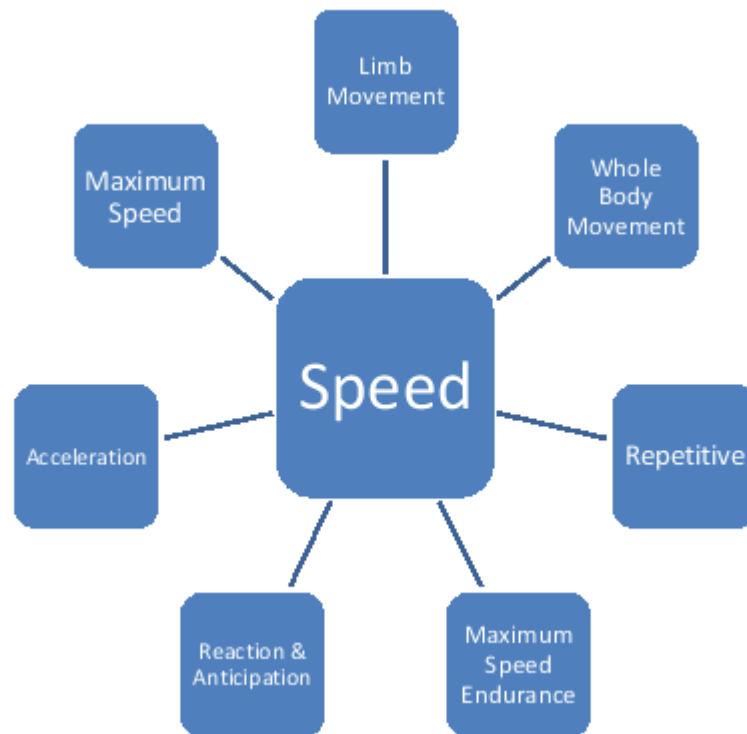 Limb
Movement
Maximum
Speed
Whole
Body
Movement
Speed
Acceleration
Repetitive
Reaction &
Anticipation
Maximum
Speed
Endurance